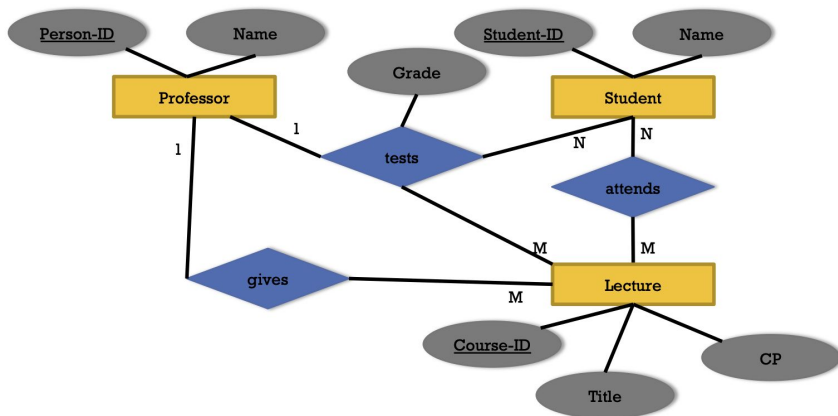 Person-ID
Name
Student-ID
Name
Grade
Professor
Student
1
1
tests
N
N
attends
M
M
gives
M
Lecture
Course-ID
CP
Title